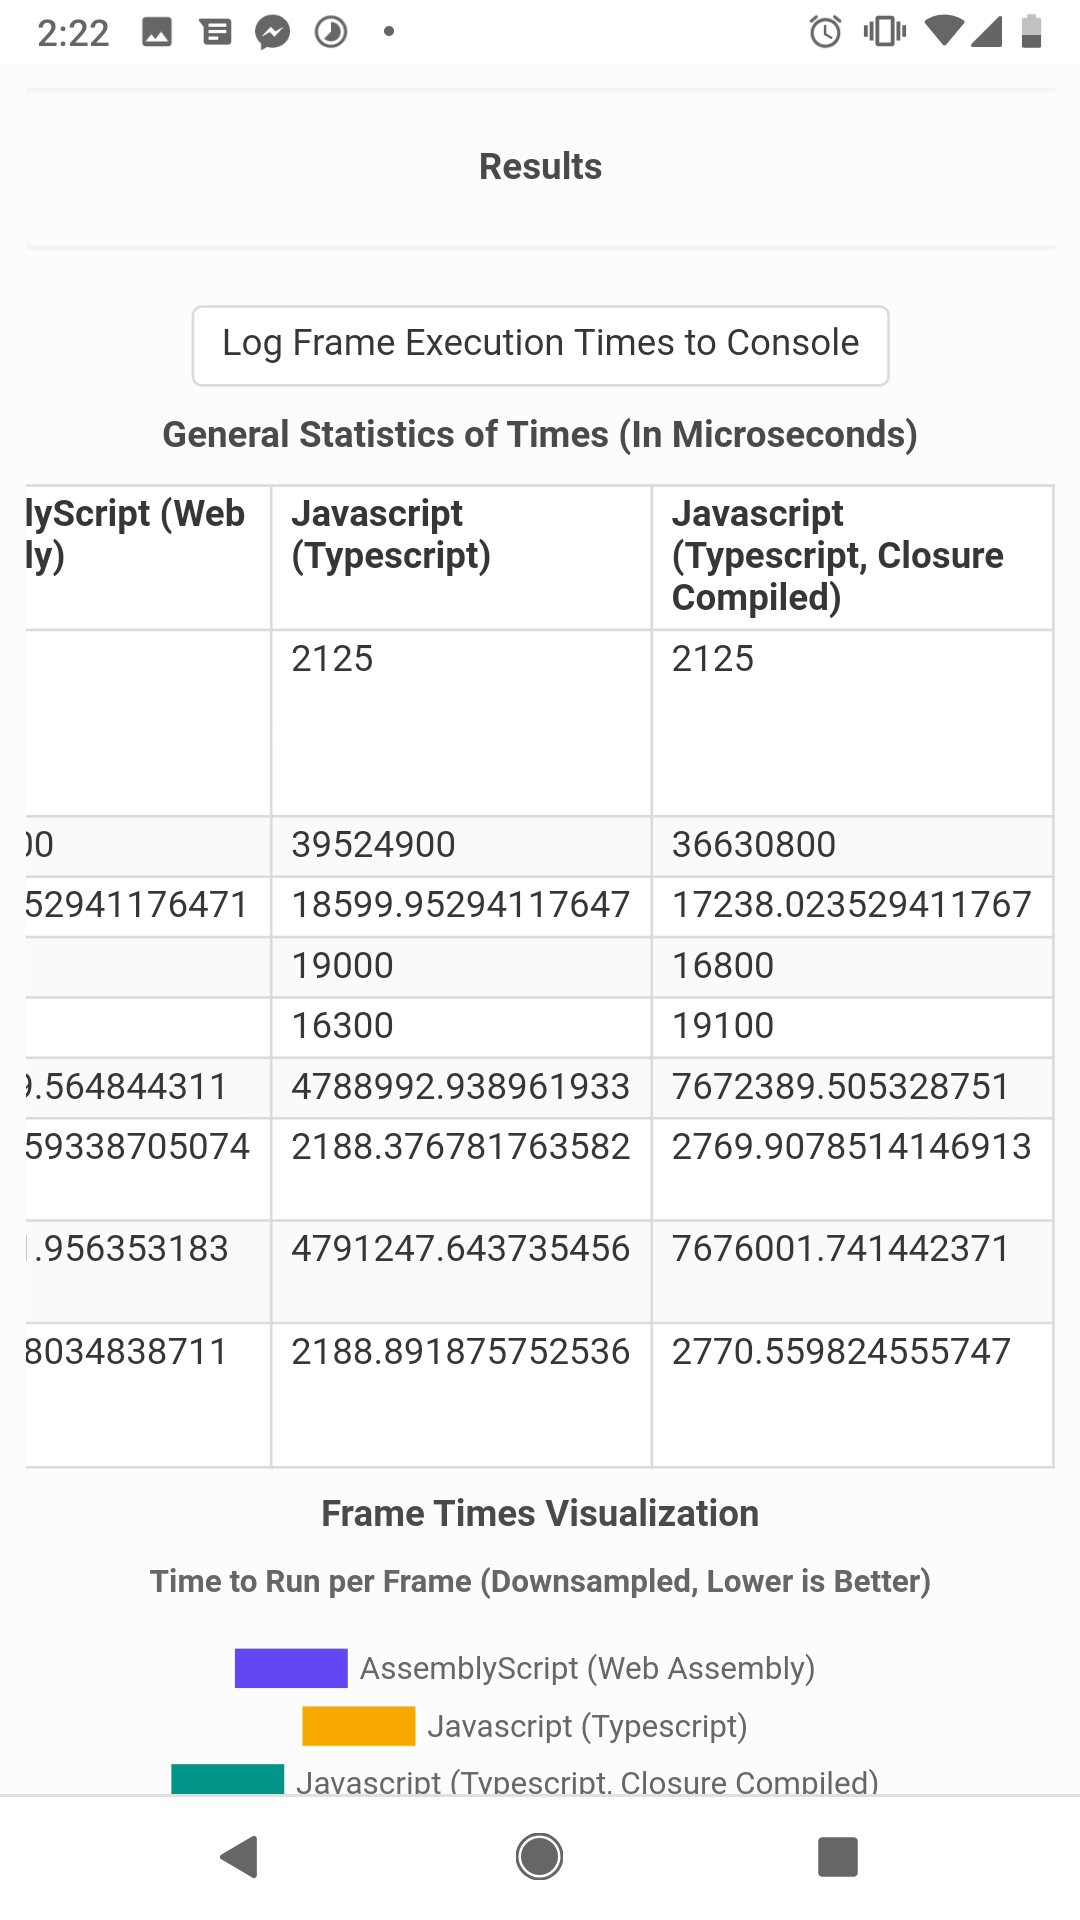 2:22
Results
Log Frame Execution Times to Console
General Statistics of Times (In Microseconds)
lyScript (Web Javascript Javascript
ly) (Typescript) (Typescript, Closure
Compiled)
2125 2125
00 39524900 36630800
52941176471 18599.95294117647 17238.023529411767
19000 16800
16300 19100
9.564844311 4788992.938961933 7672389.505328751
59338705074 2188.376781763582 2769.9078514146913
.956353183 4791247.643735456 7676001.741442371
8034838711 2188.891875752536 2770.559824555747
Frame Times Visualization
Time to Run per Frame (Downsampled, Lower is Better)
AssemblyScript (Web Assembly)
Javascript (Typescript)
Javascript (Typescript, Closure Compiled)